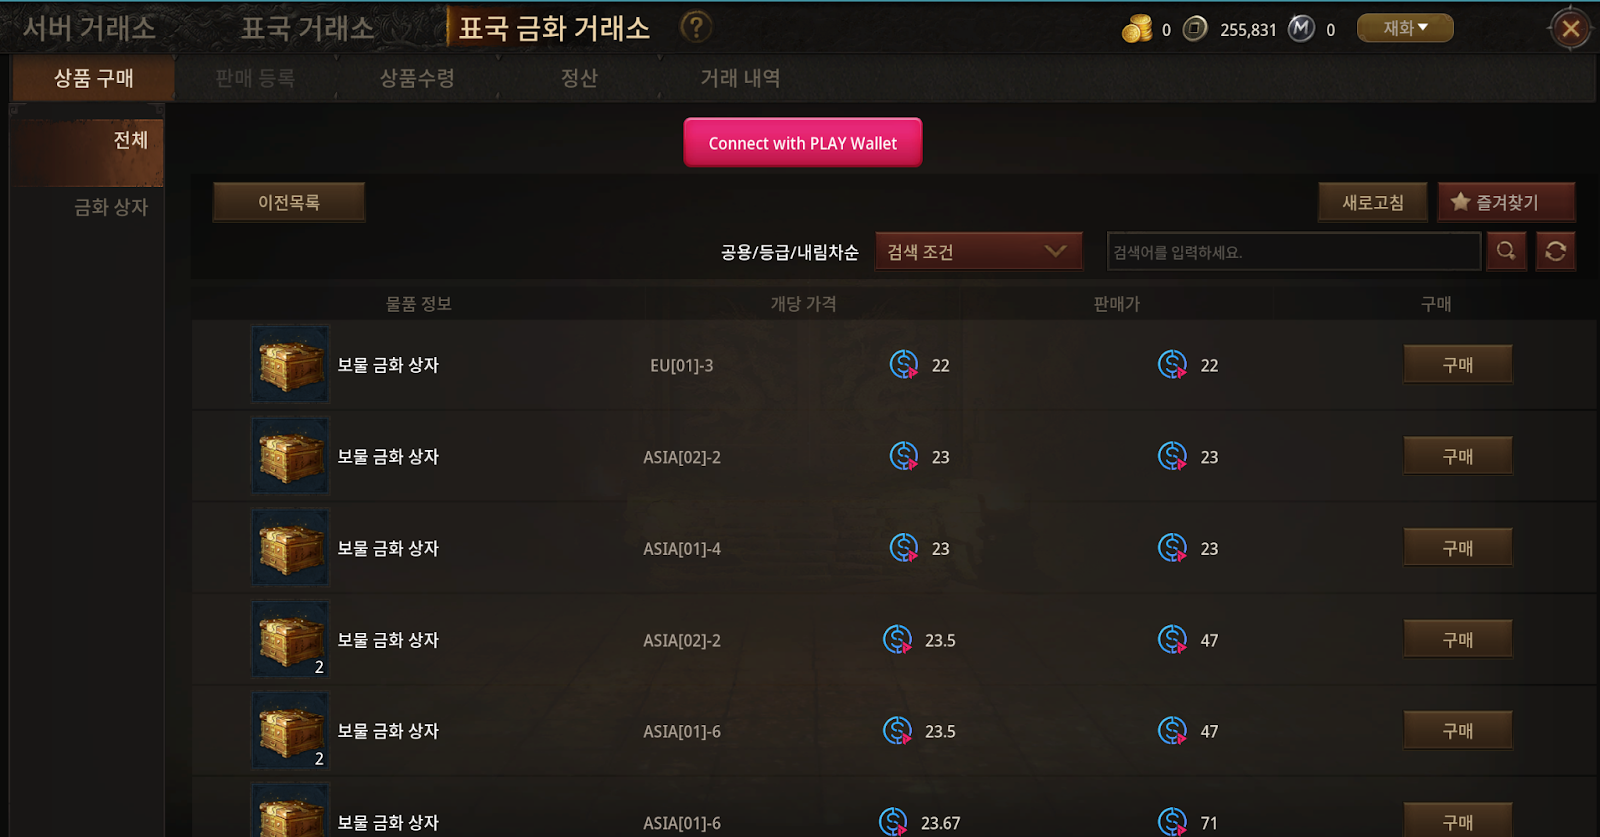 서버 거래소 표국 거래소 표국 금화 거래소 ? 0 255,831 M 0 재화
상품 구매 판매 등록 상품수령 정산 거래 내역
전체
금화 상자
Connect with PLAY Wallet
이전목록 새로고침 즐겨찾기
공용/등급/내림차순 검색 조건 검색어를 입력하세요.
물품 정보 개당 가격 판매가 구매
보물 금화 상자 EU[01]-3 22 22 구매
보물 금화 상자 ASIA[02]-2 23 23 구매
보물 금화 상자 ASIA[01]-4 23 23 구매
2 보물 금화 상자 ASIA[02]-2 23.5 47 구매
2 보물 금화 상자 ASIA[01]-6 23.5 47 구매
보물 금화 상자 ASIA[01]-6 23.67 71 구매